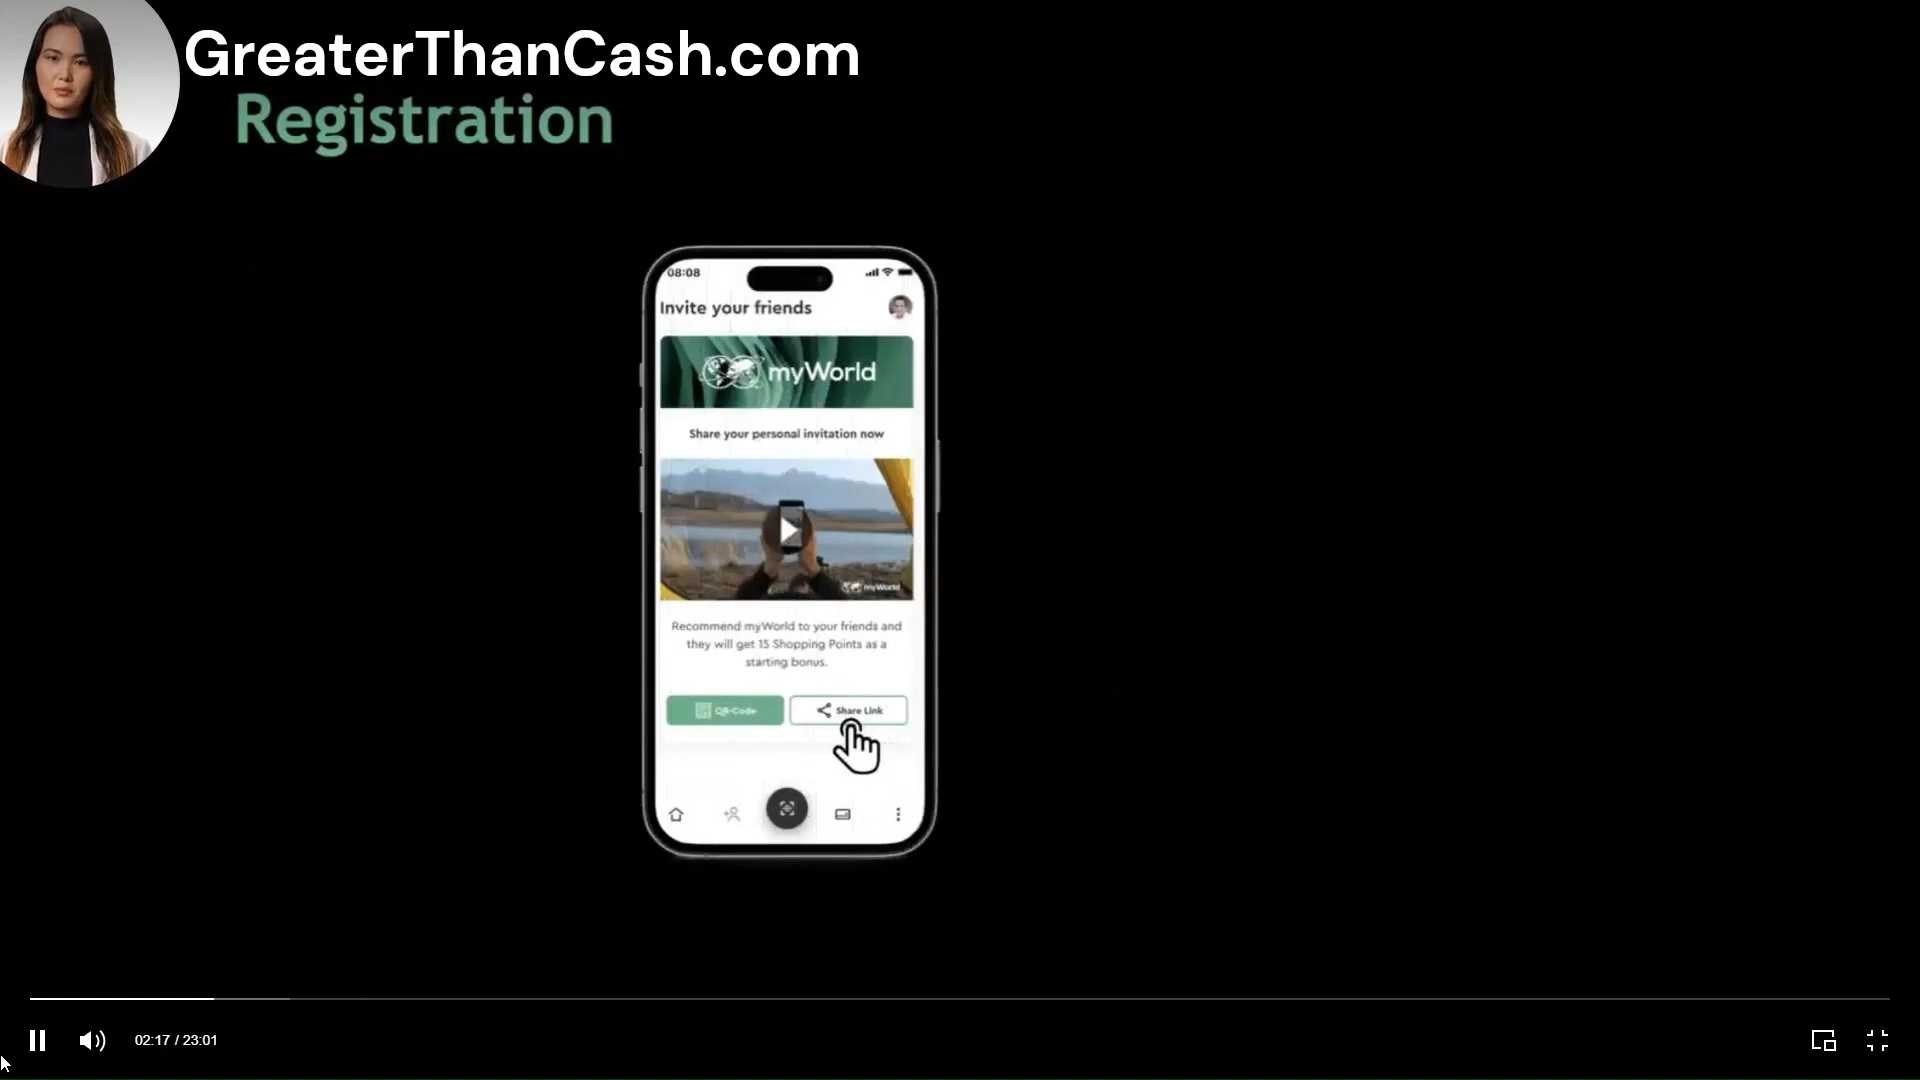 GreaterThanCash.com
Registration
08:08
Invite your friends
myWorld
Share your personal invitation now
myWorld
Recommend myWorld to your friends and
they will get 15 Shopping Points as a
starting bonus.
QR-Code
Share Link
02:17 / 23:01